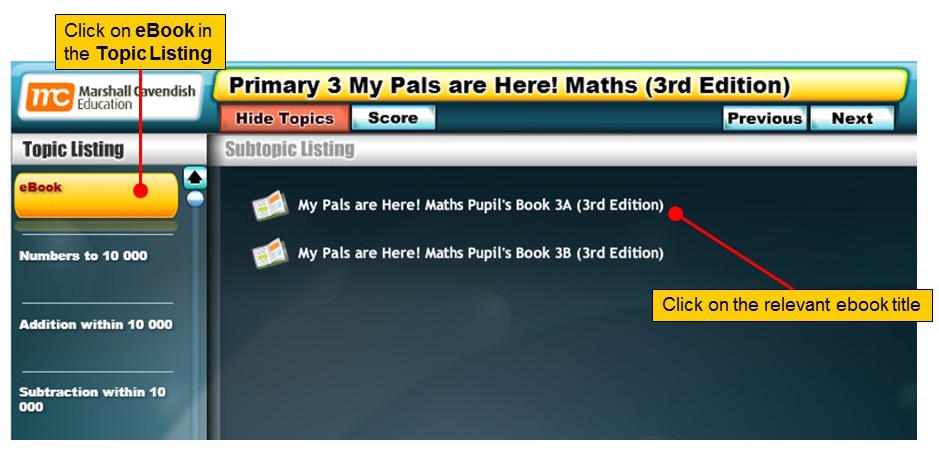 Click on eBook in
the Topic Listing
mc Marshall Cavendish
Education
Primary 3 My Pals are Here! Maths (3rd Edition)
Hide Topics Score Previous Next
Topic Listing Subtopic Listing
eBook
My Pals are Here! Maths Pupil's Book 3A (3rd Edition)
Numbers to 10 000
My Pals are Here! Maths Pupil's Book 3B (3rd Edition)
Click on the relevant ebook title
Addition within 10 000
Subtraction within 10
000